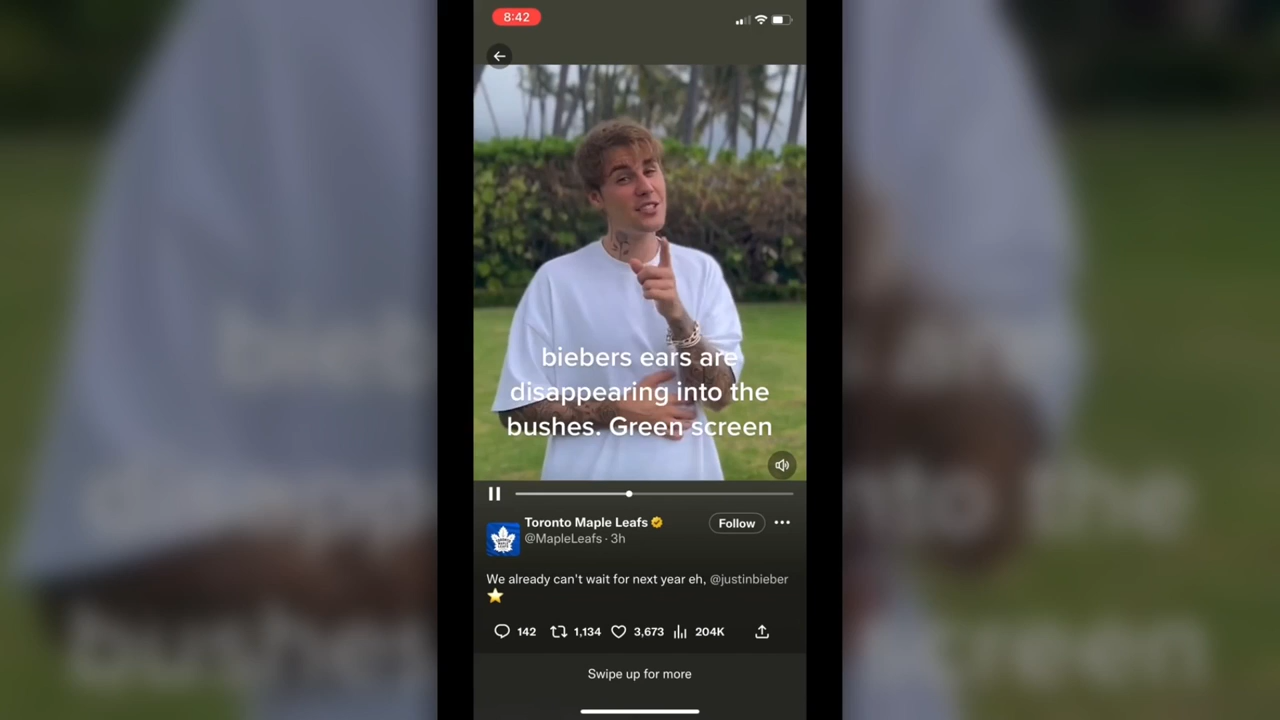 8:42
biebers ears are
disappearing into the
bushes. Green screen
Toronto Maple Leafs
Follow
@MapleLeafs · 3h
We already can't wait for next year eh, @justinbieber
⭐
142 1,134 3,673 204K
Swipe up for more